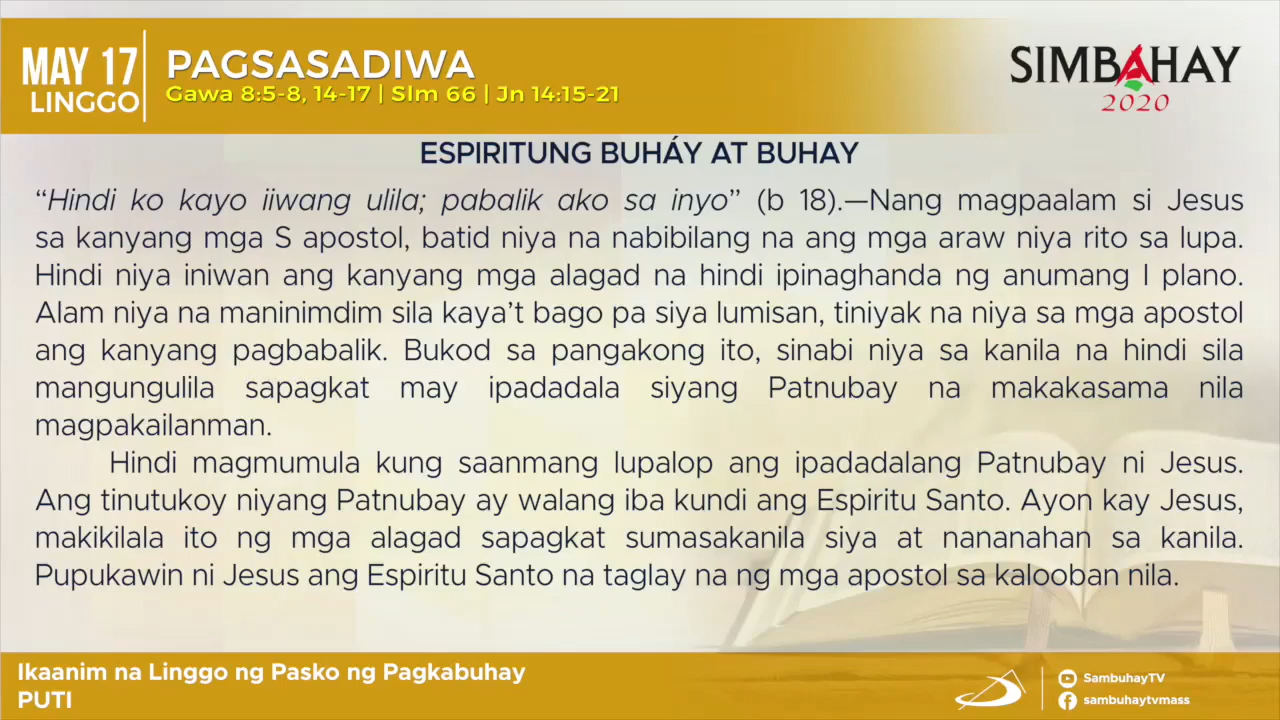 MAY 17
LINGGO
PAGSASADIWA
Gawa 8:5-8, 14-17 | Slm 66 | Jn 14:15-21
SIMBAHAY
2020
ESPIRITUNG BUHÁY AT BUHAY
“Hindi ko kayo iiwang ulila; pabalik ako sa inyo” (b 18).—Nang magpaalam si Jesus
sa kanyang mga S apostol, batid niya na nabibilang na ang mga araw niya rito sa lupa.
Hindi niya iniwan ang kanyang mga alagad na hindi ipinaghanda ng anumang l plano.
Alam niya na maninimdim sila kaya’t bago pa siya lumisan, tiniyak na niya sa mga apostol
ang kanyang pagbabalik. Bukod sa pangakong ito, sinabi niya sa kanila na hindi sila
mangungulila sapagkat may ipadadala siyang Patnubay na makakasama nila
magpakailanman.
Hindi magmumula kung saanmang lupalop ang ipadadalang Patnubay ni Jesus.
Ang tinutukoy niyang Patnubay ay walang iba kundi ang Espiritu Santo. Ayon kay Jesus,
makikilala ito ng mga alagad sapagkat sumasakanila siya at nananahan sa kanila.
Pupukawin ni Jesus ang Espiritu Santo na taglay na ng mga apostol sa kalooban nila.
Ikaanim na Linggo ng Pasko ng Pagkabuhay
PUTI
SambuhayTV
sambuhaytvmass